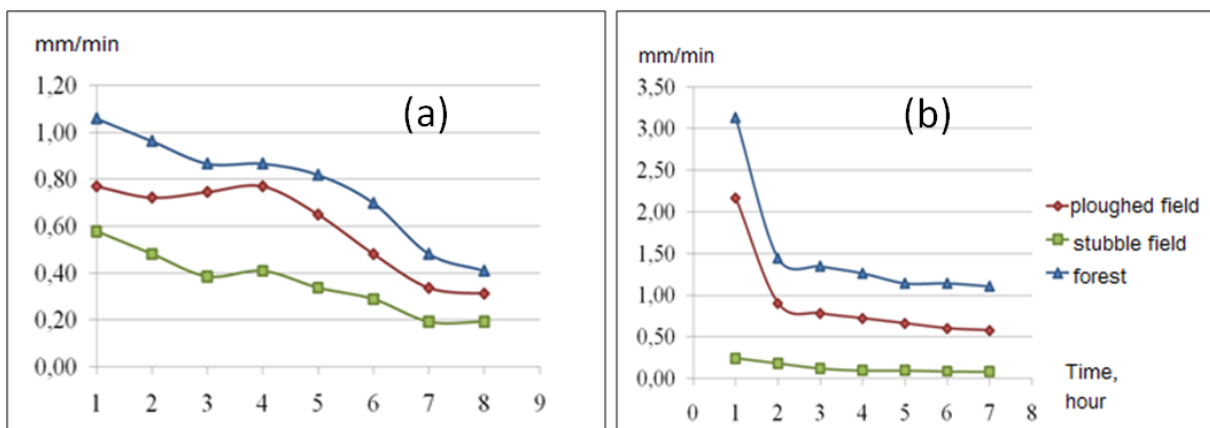 mm/min
1,20
(a)
1,00
0,80
0,60
0,40
0,20
0,00
1 2 3 4 5 6 7 8 9
mm/min
3,50
(b)
3,00
2,50
2,00
1,50
1,00
0,50
0,00
0 1 2 3 4 5 6 7 8
ploughed field
stubble field
forest
Time,
hour